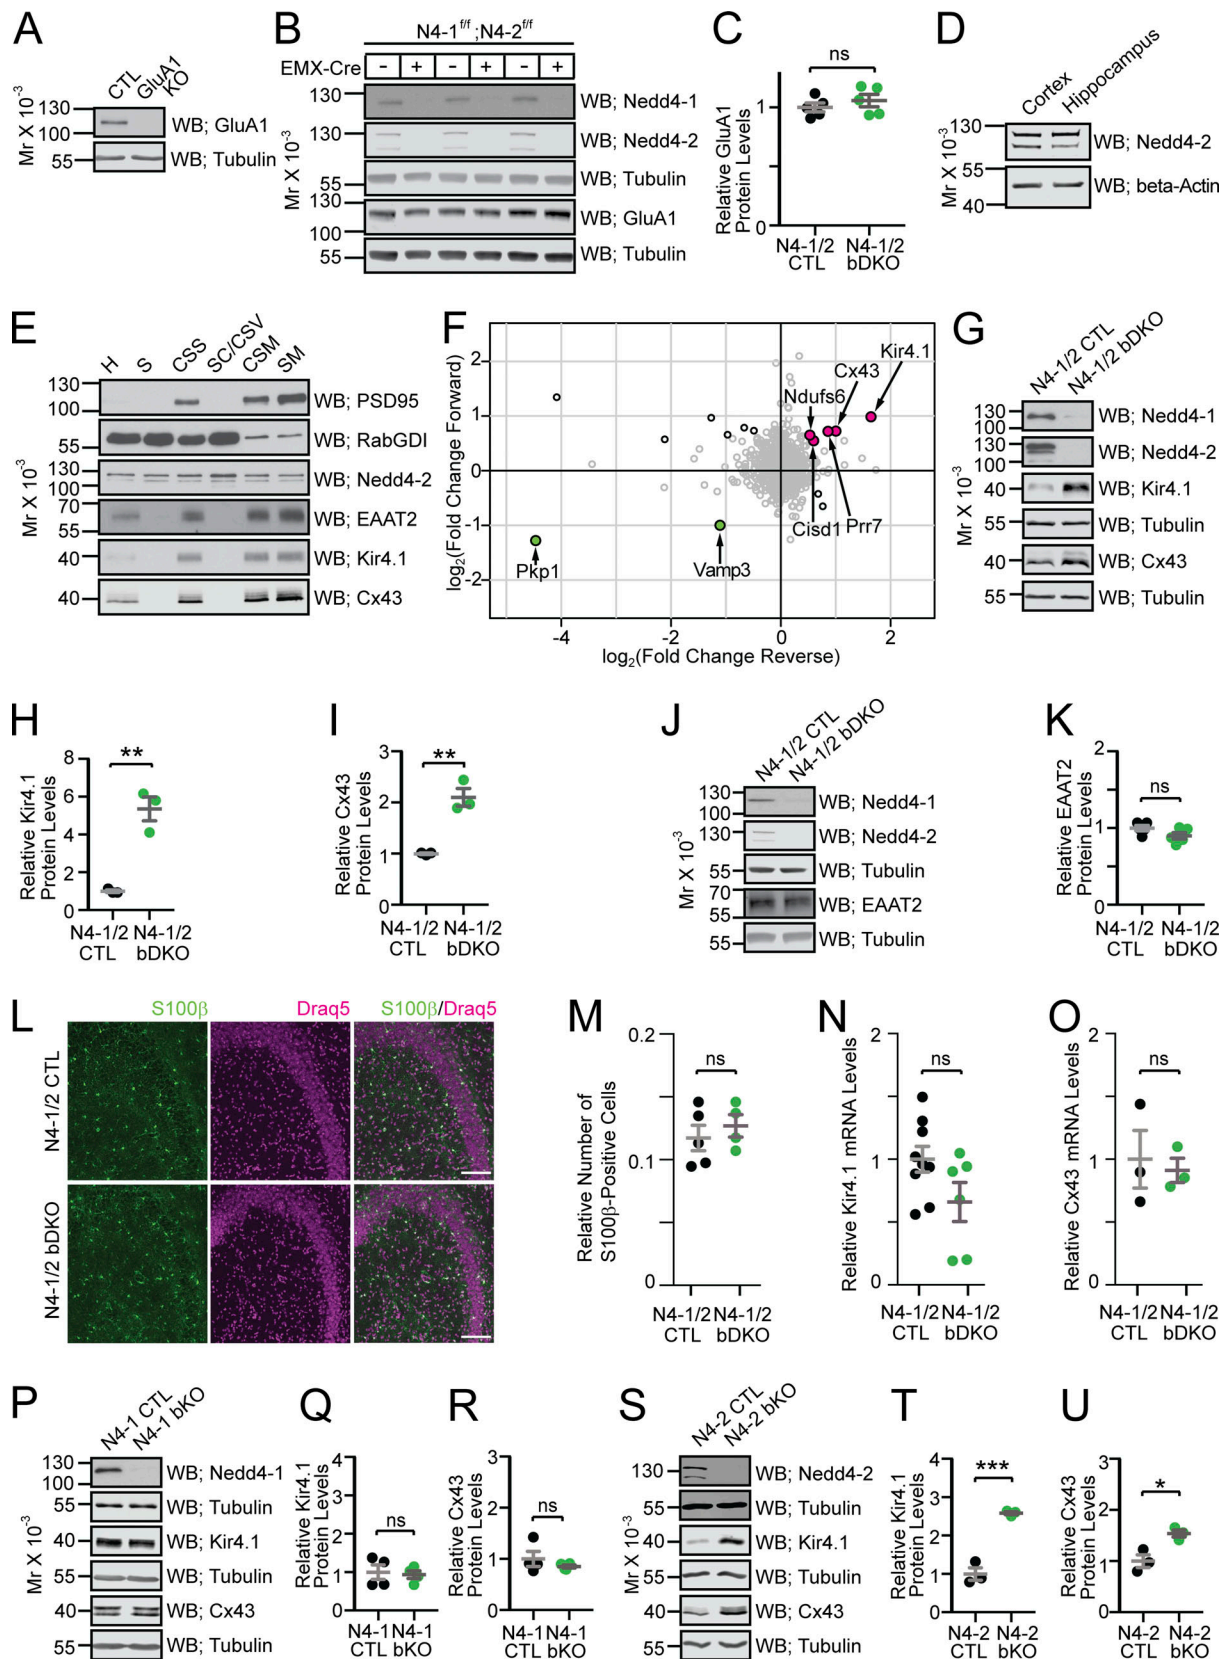 A
CTL
GluA1
KO
Mr X 10⁻³
130
100
55
WB; GluA1
WB; Tubulin
B
N4-1f/f ;N4-2f/f
EMX-Cre - + - + - +
Mr X 10⁻³
130
130
55
130
100
55
WB; Nedd4-1
WB; Nedd4-2
WB; Tubulin
WB; GluA1
WB; Tubulin
C
Relative GluA1
Protein Levels
ns
1
0
N4-1/2 N4-1/2
CTL bDKO
D
Cortex
Hippocampus
Mr X 10⁻³
130
55
40
WB; Nedd4-2
WB; beta-Actin
E
H S CSS SC/CSV CSM SM
Mr X 10⁻³
130
100
55
130
100
70
55
40
40
WB; PSD95
WB; RabGDI
WB; Nedd4-2
WB; EAAT2
WB; Kir4.1
WB; Cx43
F
log₂(Fold Change Forward)
2
1
0
-1
-2
Kir4.1
Cx43
Ndufs6
Cisd1
Prr7
Pkp1
Vamp3
-4 -2 0 2
log₂(Fold Change Reverse)
G
N4-1/2 CTL
N4-1/2 bDKO
Mr X 10⁻³
130
100
130
100
40
55
40
55
WB; Nedd4-1
WB; Nedd4-2
WB; Kir4.1
WB; Tubulin
WB; Cx43
WB; Tubulin
H
Relative Kir4.1
Protein Levels
**
8
6
4
2
0
N4-1/2 N4-1/2
CTL bDKO
I
Relative Cx43
Protein Levels
**
3
2
1
0
N4-1/2 N4-1/2
CTL bDKO
J
N4-1/2 CTL
N4-1/2 bDKO
Mr X 10⁻³
130
100
130
55
70
55
55
WB; Nedd4-1
WB; Nedd4-2
WB; Tubulin
WB; EAAT2
WB; Tubulin
K
Relative EAAT2
Protein Levels
ns
2
1
0
N4-1/2 N4-1/2
CTL bDKO
L
S100β Draq5 S100β/Draq5
N4-1/2 CTL
N4-1/2 bDKO
M
Relative Number of
S100β-Positive Cells
ns
0.2
0.1
0
N4-1/2 N4-1/2
CTL bDKO
N
Relative Kir4.1 mRNA Levels
ns
2
1
0
N4-1/2 N4-1/2
CTL bDKO
O
Relative Cx43 mRNA Levels
ns
2
1
0
N4-1/2 N4-1/2
CTL bDKO
P
N4-1 CTL
N4-1 bKO
Mr X 10⁻³
130
100
55
40
55
40
55
WB; Nedd4-1
WB; Tubulin
WB; Kir4.1
WB; Tubulin
WB; Cx43
WB; Tubulin
Q
Relative Kir4.1
Protein Levels
ns
4
3
2
1
0
N4-1 N4-1
CTL bKO
R
Relative Cx43
Protein Levels
ns
3
2
1
0
N4-1 N4-1
CTL bKO
S
N4-2 CTL
N4-2 bKO
Mr X 10⁻³
130
55
40
55
40
55
WB; Nedd4-2
WB; Tubulin
WB; Kir4.1
WB; Tubulin
WB; Cx43
WB; Tubulin
T
Relative Kir4.1
Protein Levels
***
4
3
2
1
0
N4-2 N4-2
CTL bKO
U
Relative Cx43
Protein Levels
*
3
2
1
0
N4-2 N4-2
CTL bKO